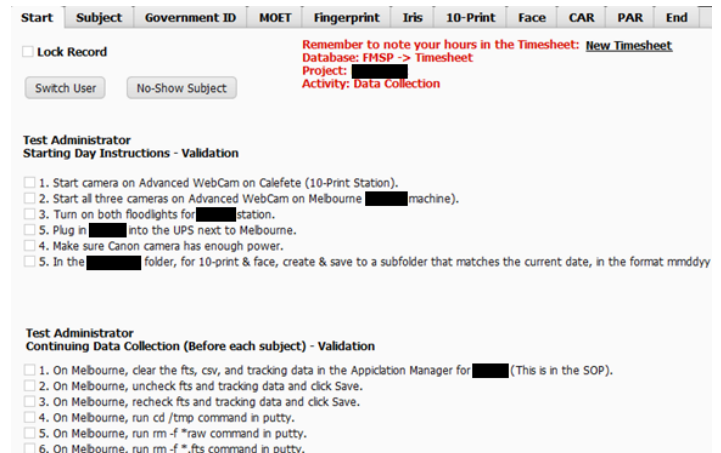 Start Subject Government ID MOET Fingerprint Iris 10-Print Face CAR PAR End
Lock Record
Remember to note your hours in the Timesheet: New Timesheet
Database: FMSP -> Timesheet
Project:
Activity: Data Collection
Switch User No-Show Subject
Test Administrator
Starting Day Instructions - Validation
1. Start camera on Advanced WebCam on Calefete (10-Print Station).
2. Start all three cameras on Advanced WebCam on Melbourne machine).
3. Turn on both floodlights for station.
5. Plug in into the UPS next to Melbourne.
4. Make sure Canon camera has enough power.
5. In the folder, for 10-print & face, create & save to a subfolder that matches the current date, in the format mmddyy
Test Administrator
Continuing Data Collection (Before each subject) - Validation
1. On Melbourne, clear the fts, csv, and tracking data in the Appiclation Manager for (This is in the SOP).
2. On Melbourne, uncheck fts and tracking data and click Save.
3. On Melbourne, recheck fts and tracking data and click Save.
4. On Melbourne, run cd /tmp command in putty.
5. On Melbourne, run rm -f *raw command in putty.
6. On Melbourne, run rm -f *.fts command in putty.